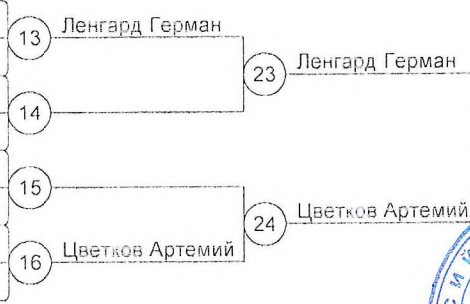 13 Ленгард Герман
23 Ленгард Герман
14
15
24 Цветков Артемий
16 Цветков Артемий